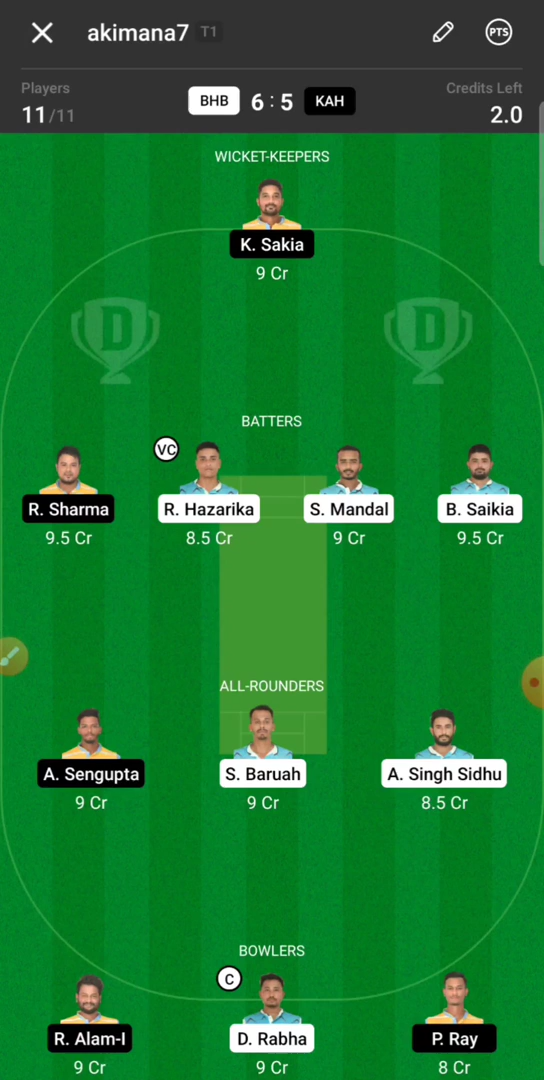 akimana7 T1
PTS
Players
Credits Left
11/11
BHB 6 : 5 KAH
2.0
WICKET-KEEPERS
K. Sakia
9 Cr
D
D
BATTERS
VC
R. Sharma
R. Hazarika
S. Mandal
B. Saikia
9.5 Cr
8.5 Cr
9 Cr
9.5 Cr
ALL-ROUNDERS
A. Sengupta
S. Baruah
A. Singh Sidhu
9 Cr
9 Cr
8.5 Cr
BOWLERS
C
R. Alam-I
D. Rabha
P. Ray
9 Cr
9 Cr
8 Cr